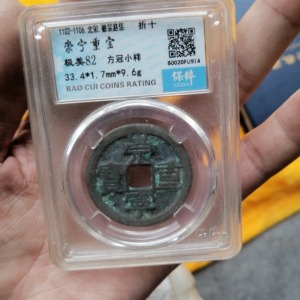 1102-1106 北宋·徽宗赵佶 折十
崇宁重宝
极美82 方冠小样
33.4*1.7mm*9.6g
BAO CUI COINS RATING
B0020FU914
保粹